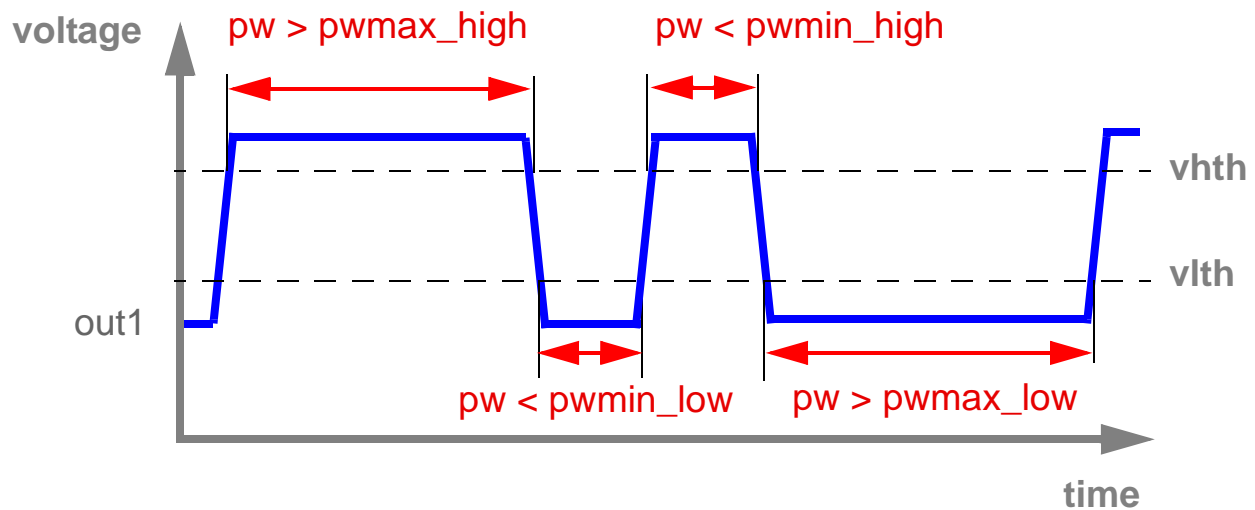 voltage
pw > pwmax_high
pw < pwmin_high
vhth
vlth
out1
pw < pwmin_low
pw > pwmax_low
time